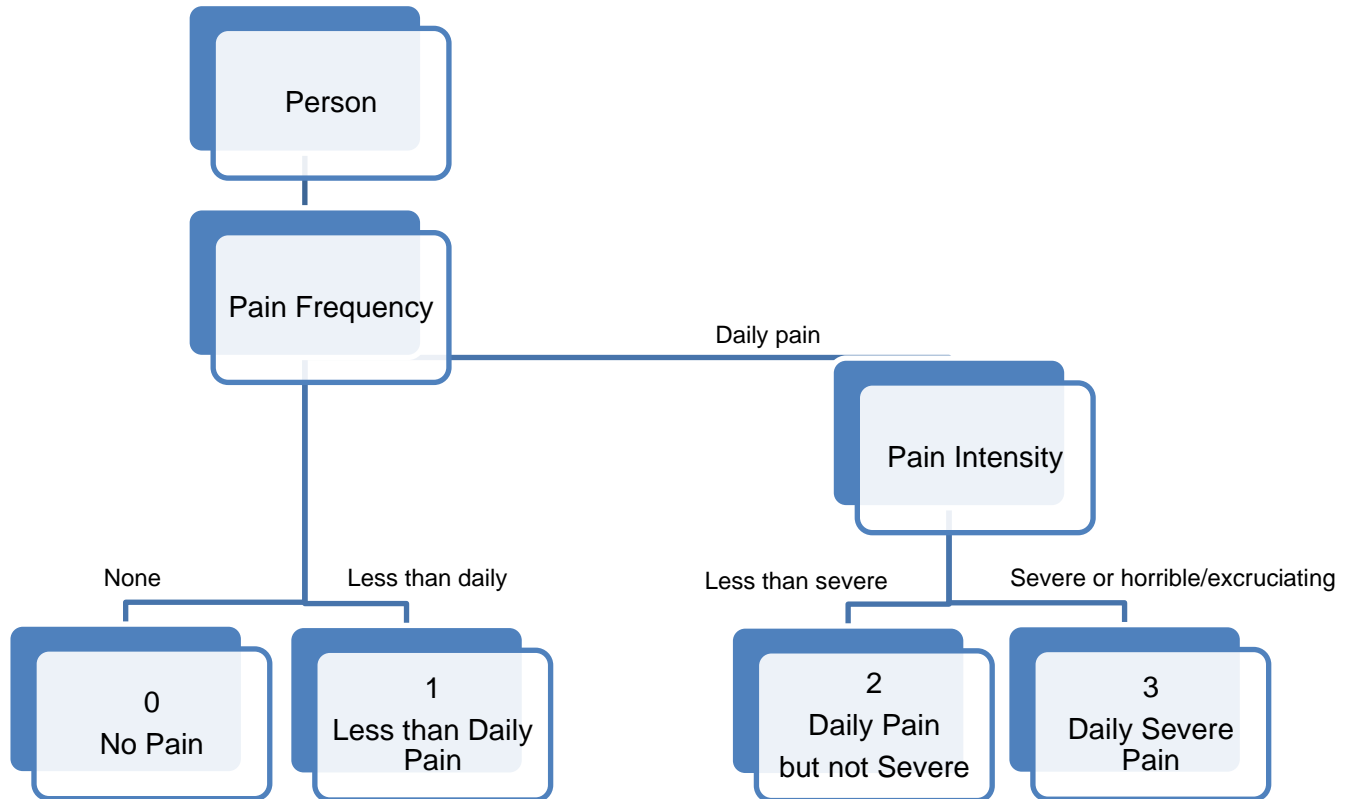 Person
Pain Frequency
Daily pain
Pain Intensity
None
Less than daily
Less than severe
Severe or horrible/excruciating
0
No Pain
1
Less than Daily
Pain
2
Daily Pain
but not Severe
3
Daily Severe
Pain